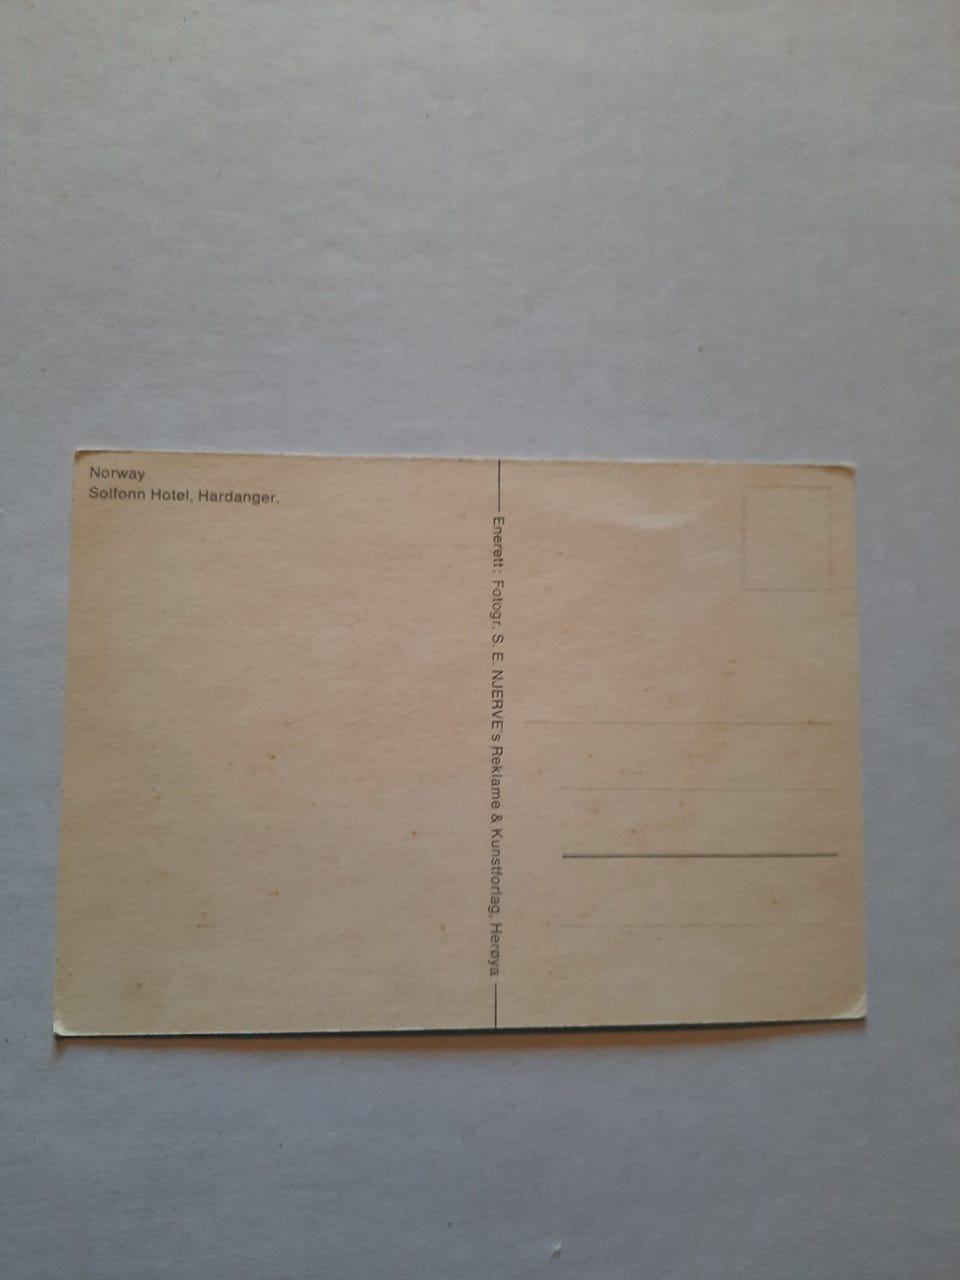 Norway
Solfonn Hotel, Hardanger.
Enerett: Fotogr. S. E. NJERVE's Reklame & Kunstforlag, Herøya